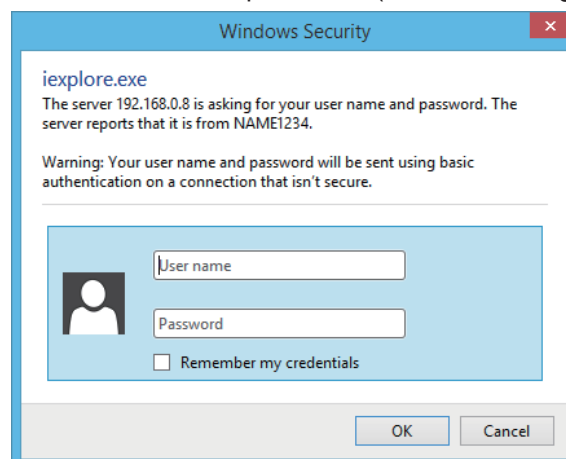 Windows Security
iexplore.exe
The server 192.168.0.8 is asking for your user name and password. The
server reports that it is from NAME1234.
Warning: Your user name and password will be sent using basic
authentication on a connection that isn't secure.
User name
Password
Remember my credentials
OK Cancel